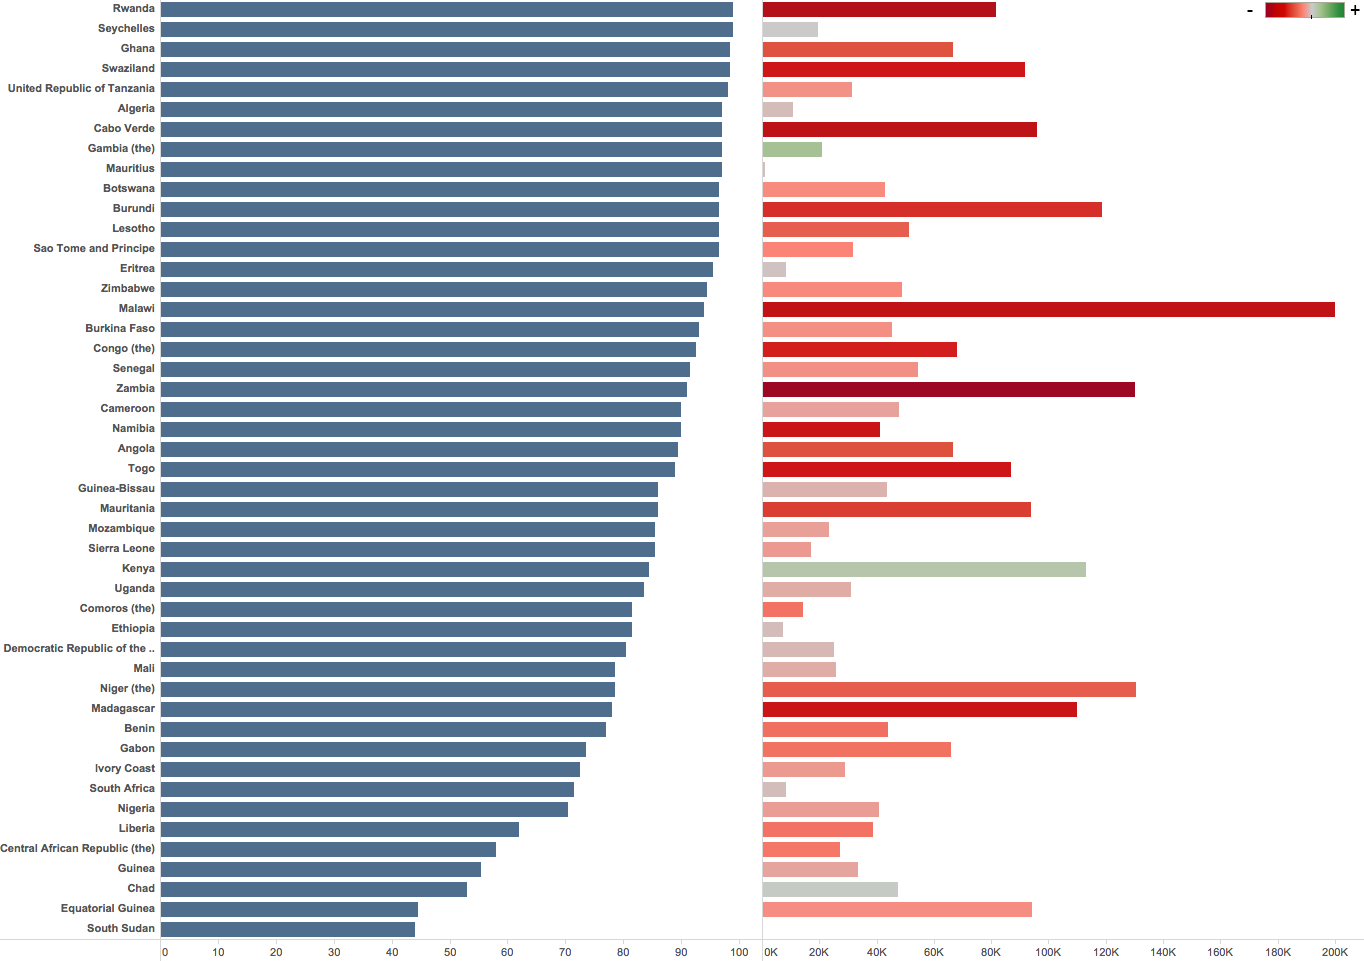 - +
Rwanda
Seychelles
Ghana
Swaziland
United Republic of Tanzania
Algeria
Cabo Verde
Gambia (the)
Mauritius
Botswana
Burundi
Lesotho
Sao Tome and Principe
Eritrea
Zimbabwe
Malawi
Burkina Faso
Congo (the)
Senegal
Zambia
Cameroon
Namibia
Angola
Togo
Guinea-Bissau
Mauritania
Mozambique
Sierra Leone
Kenya
Uganda
Comoros (the)
Ethiopia
Democratic Republic of the ..
Mali
Niger (the)
Madagascar
Benin
Gabon
Ivory Coast
South Africa
Nigeria
Liberia
Central African Republic (the)
Guinea
Chad
Equatorial Guinea
South Sudan
0 10 20 30 40 50 60 70 80 90 100 0K 20K 40K 60K 80K 100K 120K 140K 160K 180K 200K